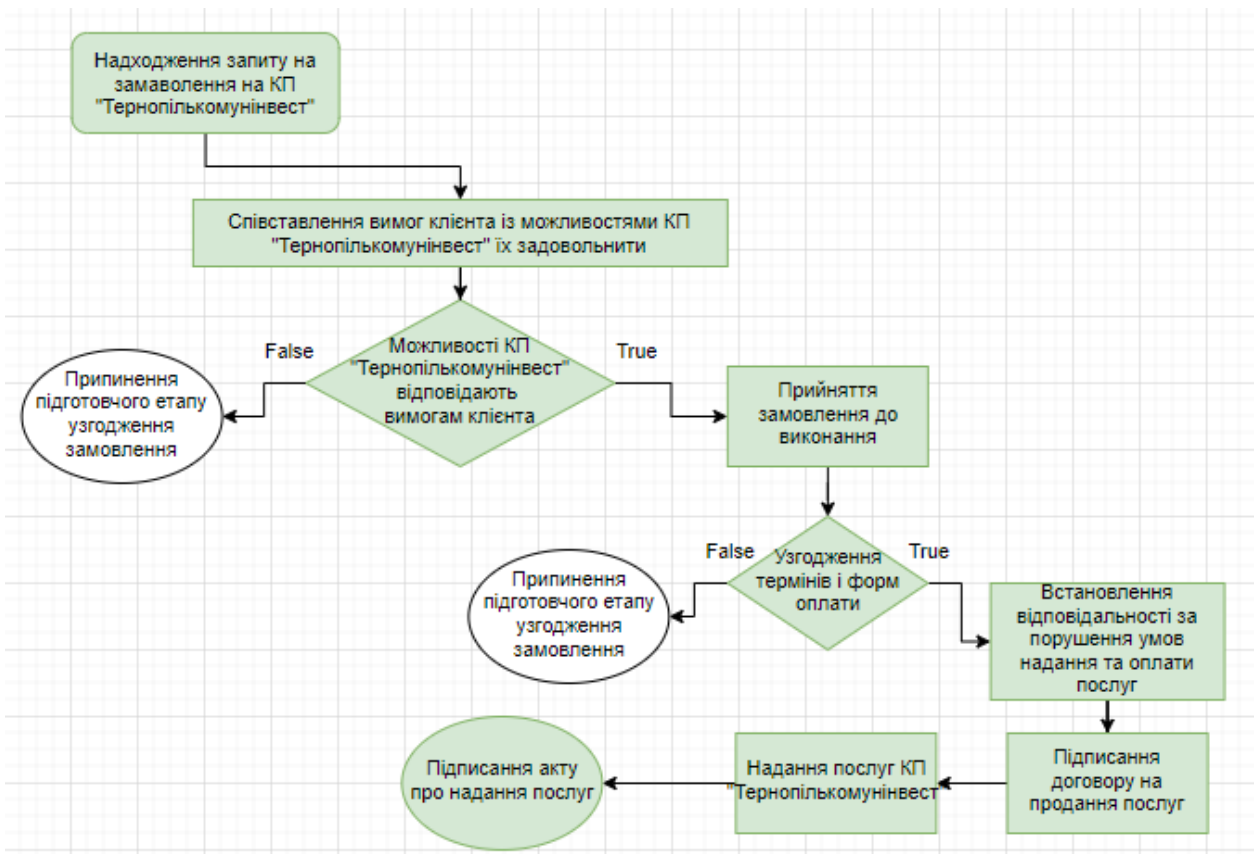 Надходження запиту на
замаволення на КП
"Тернопількомунінвест"
Співставлення вимог клієнта із можливостями КП
"Тернопількомунінвест" їх задовольнити
False
Можливості КП
"Тернопількомунінвест"
відповідають
вимогам клієнта
True
Припинення
підготовчого етапу
узгодження
замовлення
Прийняття
замовлення до
виконання
False
Узгодження
термінів і форм
оплати
True
Припинення
підготовчого етапу
узгодження
замовлення
Встановлення
відповідальності за
порушення умов
надання та оплати
послуг
Підписання акту
про надання послуг
Надання послуг КП
"Тернопількомунінвест
Підписання
договору на
продання послуг